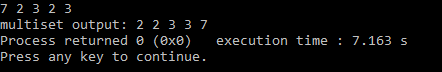 7 2 3 2 3
multiset output: 2 2 3 3 7
Process returned 0 (0x0)   execution time : 7.163 s
Press any key to continue.